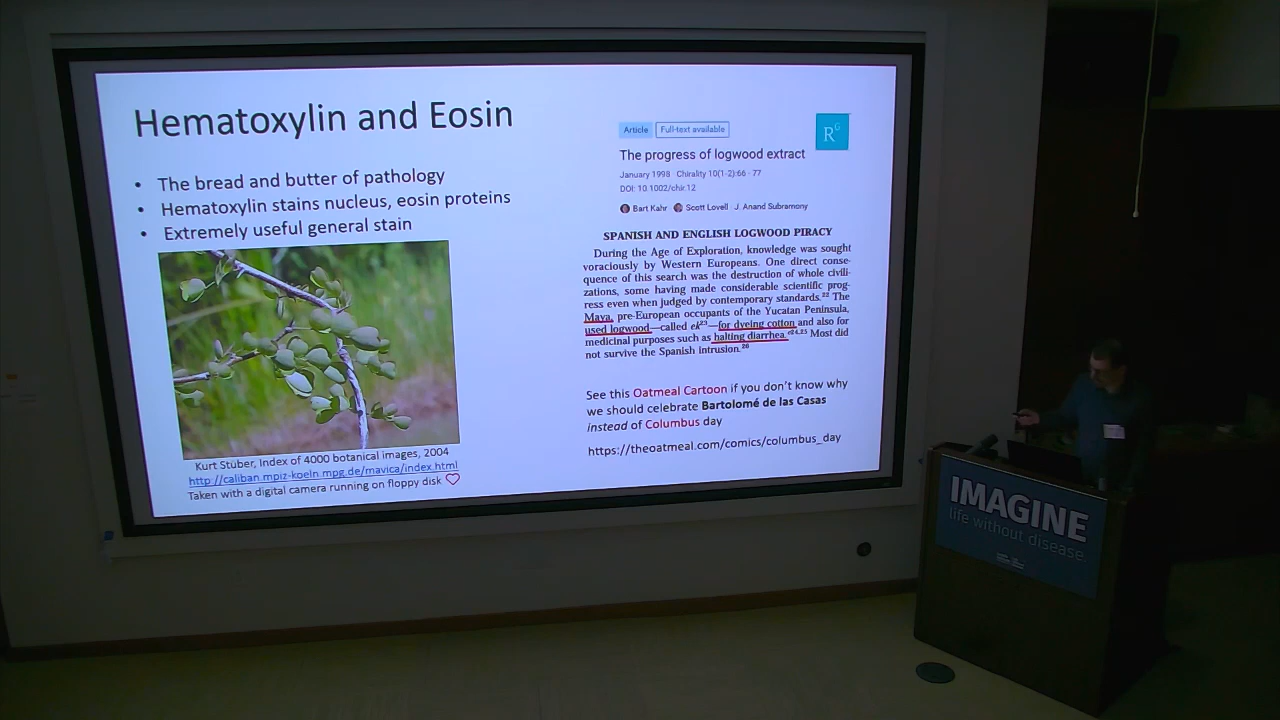 Hematoxylin and Eosin
• The bread and butter of pathology
• Hematoxylin stains nucleus, eosin proteins
• Extremely useful general stain
Kurt Stüber, Index of 4000 botanical images, 2004
http://caliban.mpiz-koeln.mpg.de/mavica/index.html
Taken with a digital camera running on floppy disk
Article Full-text available
RG
The progress of logwood extract
January 1998 · Chirality 10(1-2):66 - 77
DOI: 10.1002/chir.12
Bart Kahr · Scott Lovell · J. Anand Subramony
SPANISH AND ENGLISH LOGWOOD PIRACY
During the Age of Exploration, knowledge was sought
voraciously by Western Europeans. One direct conse-
quence of this search was the destruction of whole civili-
zations, some having made considerable scientific prog-
ress even when judged by contemporary standards.22 The
Maya, pre-European occupants of the Yucatan Peninsula,
used logwood—called ek23—for dyeing cotton and also for
medicinal purposes such as halting diarrhea.24,25 Most did
not survive the Spanish intrusion.26
See this Oatmeal Cartoon if you don't know why
we should celebrate Bartolomé de las Casas
instead of Columbus day
https://theoatmeal.com/comics/columbus_day
IMAGINE
life without disease.